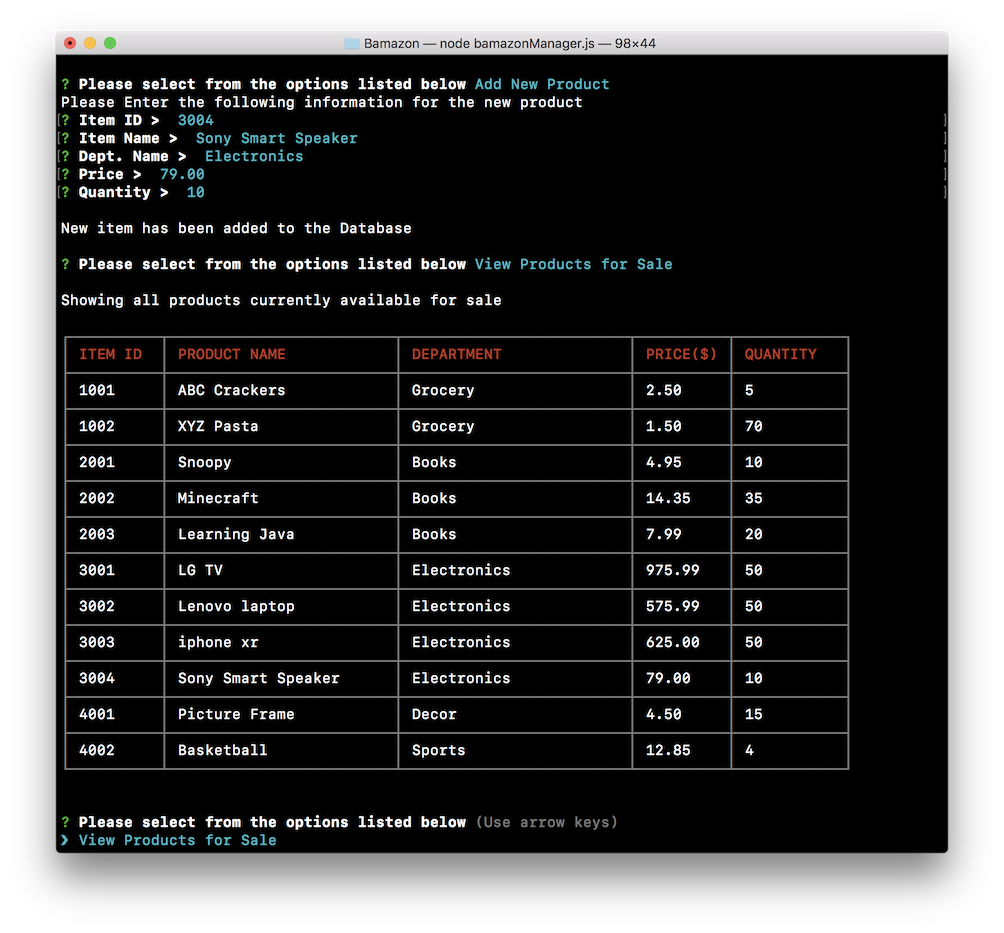 Bamazon — node bamazonManager.js — 98×44
? Please select from the options listed below Add New Product
Please Enter the following information for the new product
[? Item ID >  3004 ]
[? Item Name >  Sony Smart Speaker ]
[? Dept. Name >  Electronics ]
[? Price >  79.00 ]
[? Quantity >  10 ]
New item has been added to the Database
? Please select from the options listed below View Products for Sale
Showing all products currently available for sale
ITEM ID PRODUCT NAME DEPARTMENT PRICE($) QUANTITY
1001 ABC Crackers Grocery 2.50 5
1002 XYZ Pasta Grocery 1.50 70
2001 Snoopy Books 4.95 10
2002 Minecraft Books 14.35 35
2003 Learning Java Books 7.99 20
3001 LG TV Electronics 975.99 50
3002 Lenovo laptop Electronics 575.99 50
3003 iphone xr Electronics 625.00 50
3004 Sony Smart Speaker Electronics 79.00 10
4001 Picture Frame Decor 4.50 15
4002 Basketball Sports 12.85 4
? Please select from the options listed below (Use arrow keys)
❯ View Products for Sale